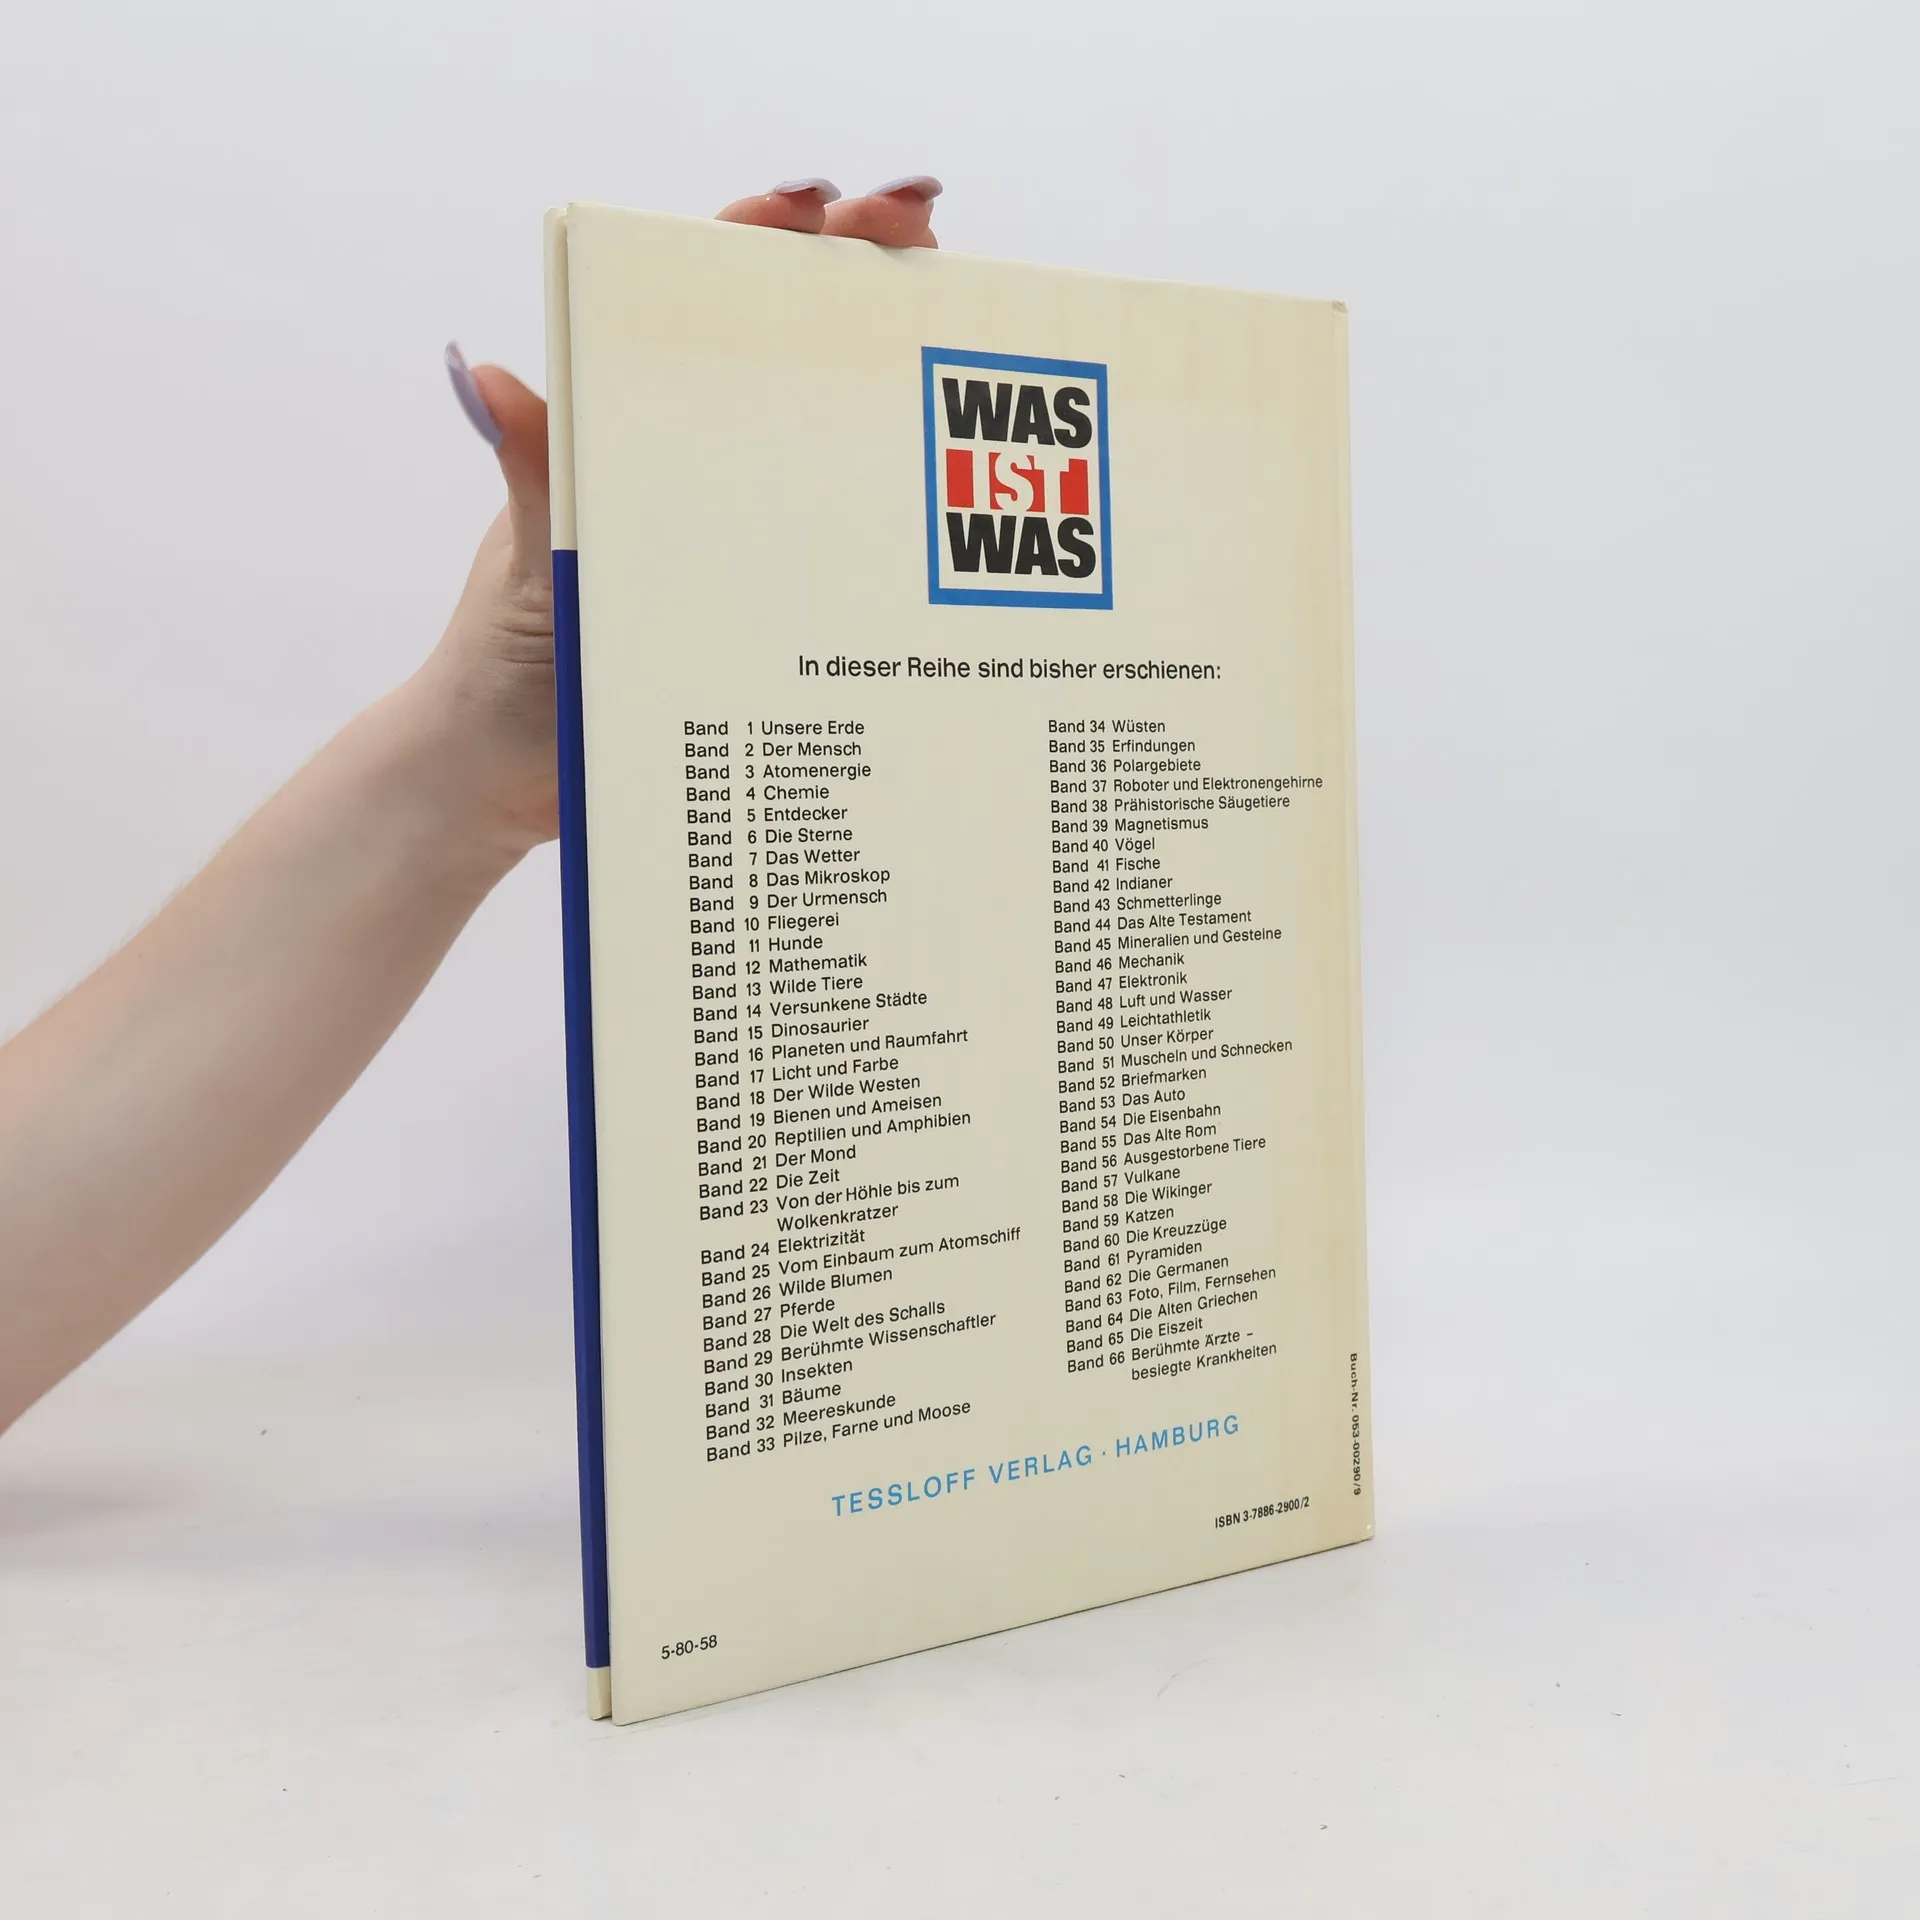 WAS
IST
WAS
In dieser Reihe sind bisher erschienen:
Band 1 Unsere Erde
Band 2 Der Mensch
Band 3 Atomenergie
Band 4 Chemie
Band 5 Entdecker
Band 6 Die Sterne
Band 7 Das Wetter
Band 8 Das Mikroskop
Band 9 Der Urmensch
Band 10 Fliegerei
Band 11 Hunde
Band 12 Mathematik
Band 13 Wilde Tiere
Band 14 Versunkene Städte
Band 15 Dinosaurier
Band 16 Planeten und Raumfahrt
Band 17 Licht und Farbe
Band 18 Der Wilde Westen
Band 19 Bienen und Ameisen
Band 20 Reptilien und Amphibien
Band 21 Der Mond
Band 22 Die Zeit
Band 23 Von der Höhle bis zum
Wolkenkratzer
Band 24 Elektrizität
Band 25 Vom Einbaum zum Atomschiff
Band 26 Wilde Blumen
Band 27 Pferde
Band 28 Die Welt des Schalls
Band 29 Berühmte Wissenschaftler
Band 30 Insekten
Band 31 Bäume
Band 32 Meereskunde
Band 33 Pilze, Farne und Moose
Band 34 Wüsten
Band 35 Erfindungen
Band 36 Polargebiete
Band 37 Roboter und Elektronengehirne
Band 38 Prähistorische Säugetiere
Band 39 Magnetismus
Band 40 Vögel
Band 41 Fische
Band 42 Indianer
Band 43 Schmetterlinge
Band 44 Das Alte Testament
Band 45 Mineralien und Gesteine
Band 46 Mechanik
Band 47 Elektronik
Band 48 Luft und Wasser
Band 49 Leichtathletik
Band 50 Unser Körper
Band 51 Muscheln und Schnecken
Band 52 Briefmarken
Band 53 Das Auto
Band 54 Die Eisenbahn
Band 55 Das Alte Rom
Band 56 Ausgestorbene Tiere
Band 57 Vulkane
Band 58 Die Wikinger
Band 59 Katzen
Band 60 Die Kreuzzüge
Band 61 Pyramiden
Band 62 Die Germanen
Band 63 Foto, Film, Fernsehen
Band 64 Die Alten Griechen
Band 65 Die Eiszeit
Band 66 Berühmte Ärzte –
besiegte Krankheiten
TESSLOFF VERLAG · HAMBURG
Buch-Nr. 053-00290/9
ISBN 3-7886-2900/2
5-80-58